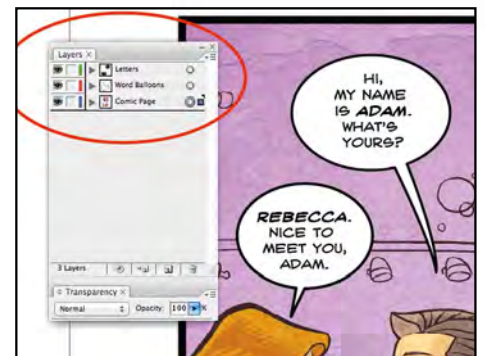 Layers ×
Letters
Word Balloons
Comic Page
3 Layers
Transparency ×
Normal
Opacity: 100 %
HI,
MY NAME
IS ADAM.
WHAT'S
YOURS?
REBECCA.
NICE TO
MEET YOU,
ADAM.